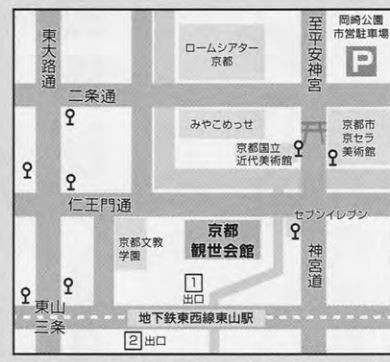 東大路通
ロームシアター
京都
至平安神宮
岡崎公園
市営駐車場
P
二条通
みやこめっせ
京都国立
近代美術館
京都市
京セラ
美術館
仁王門通
セブンイレブン
京都文教
学園
京都
観世会館
神宮道
1
出口
東山
三条
地下鉄東西線東山駅
2 出口